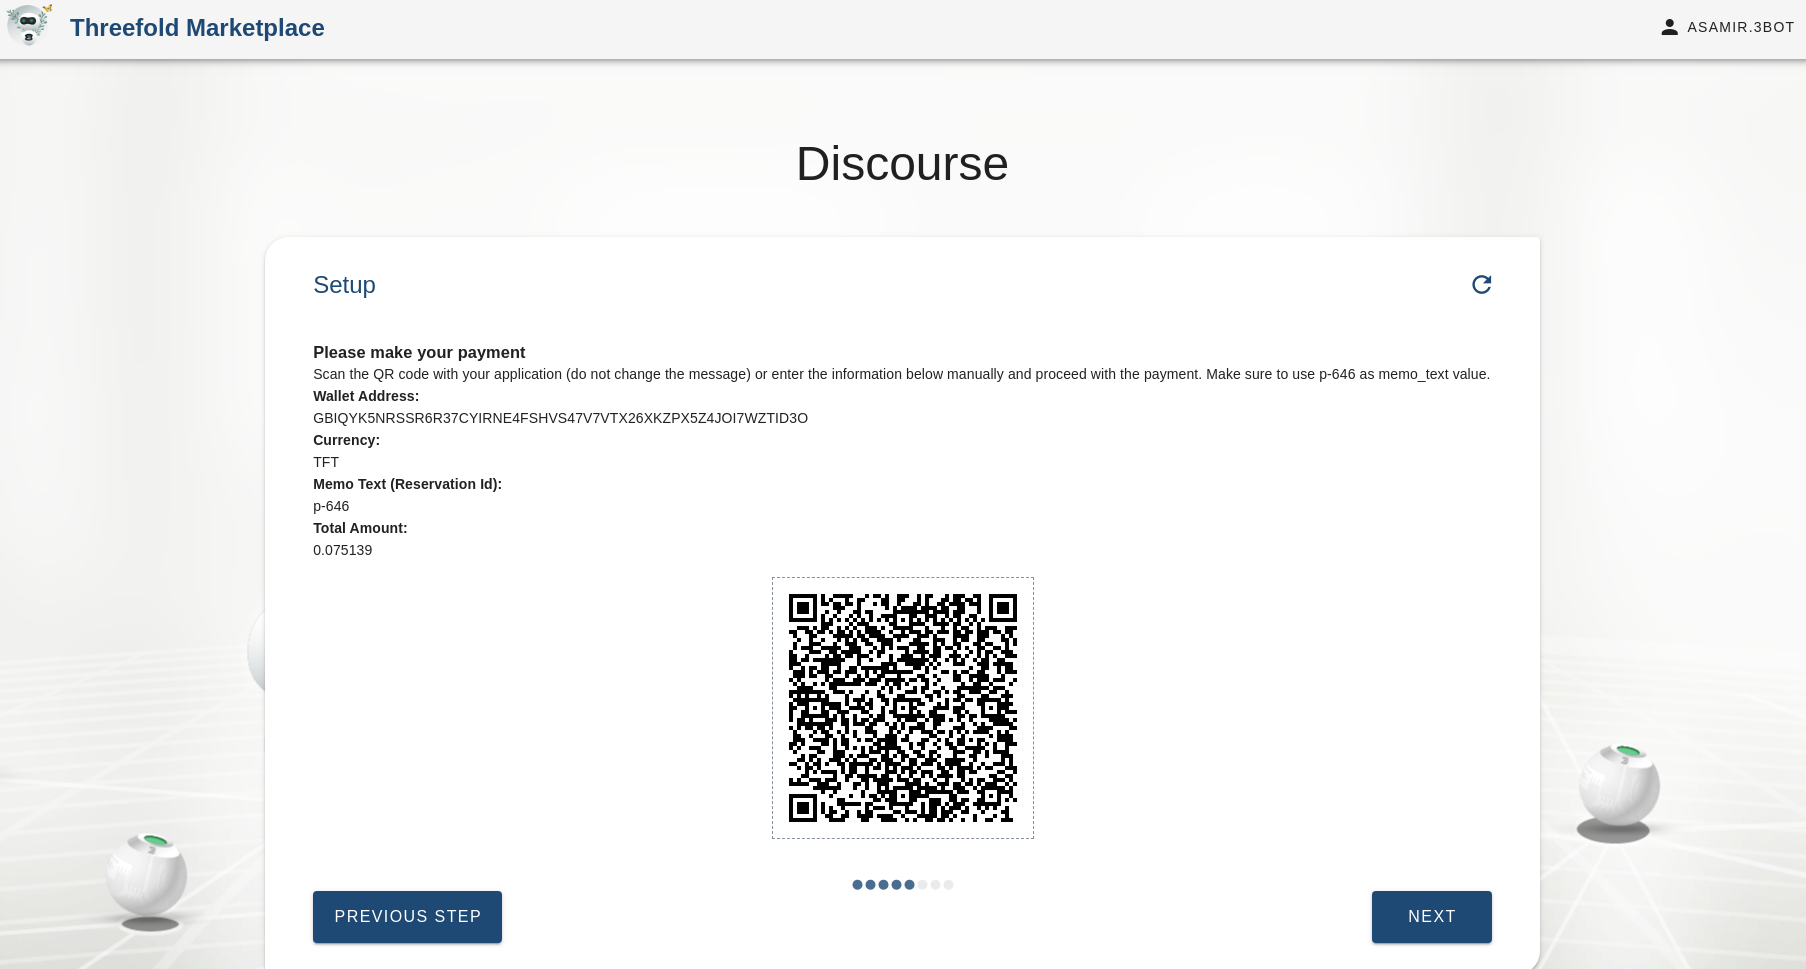 Threefold Marketplace
ASAMIR.3BOT
Discourse
Setup
Please make your payment
Scan the QR code with your application (do not change the message) or enter the information below manually and proceed with the payment. Make sure to use p-646 as memo_text value.
Wallet Address:
GBIQYK5NRSSR6R37CYIRNE4FSHVS47V7VTX26XKZPX5Z4JOI7WZTID3O
Currency:
TFT
Memo Text (Reservation Id):
p-646
Total Amount:
0.075139
PREVIOUS STEP
NEXT